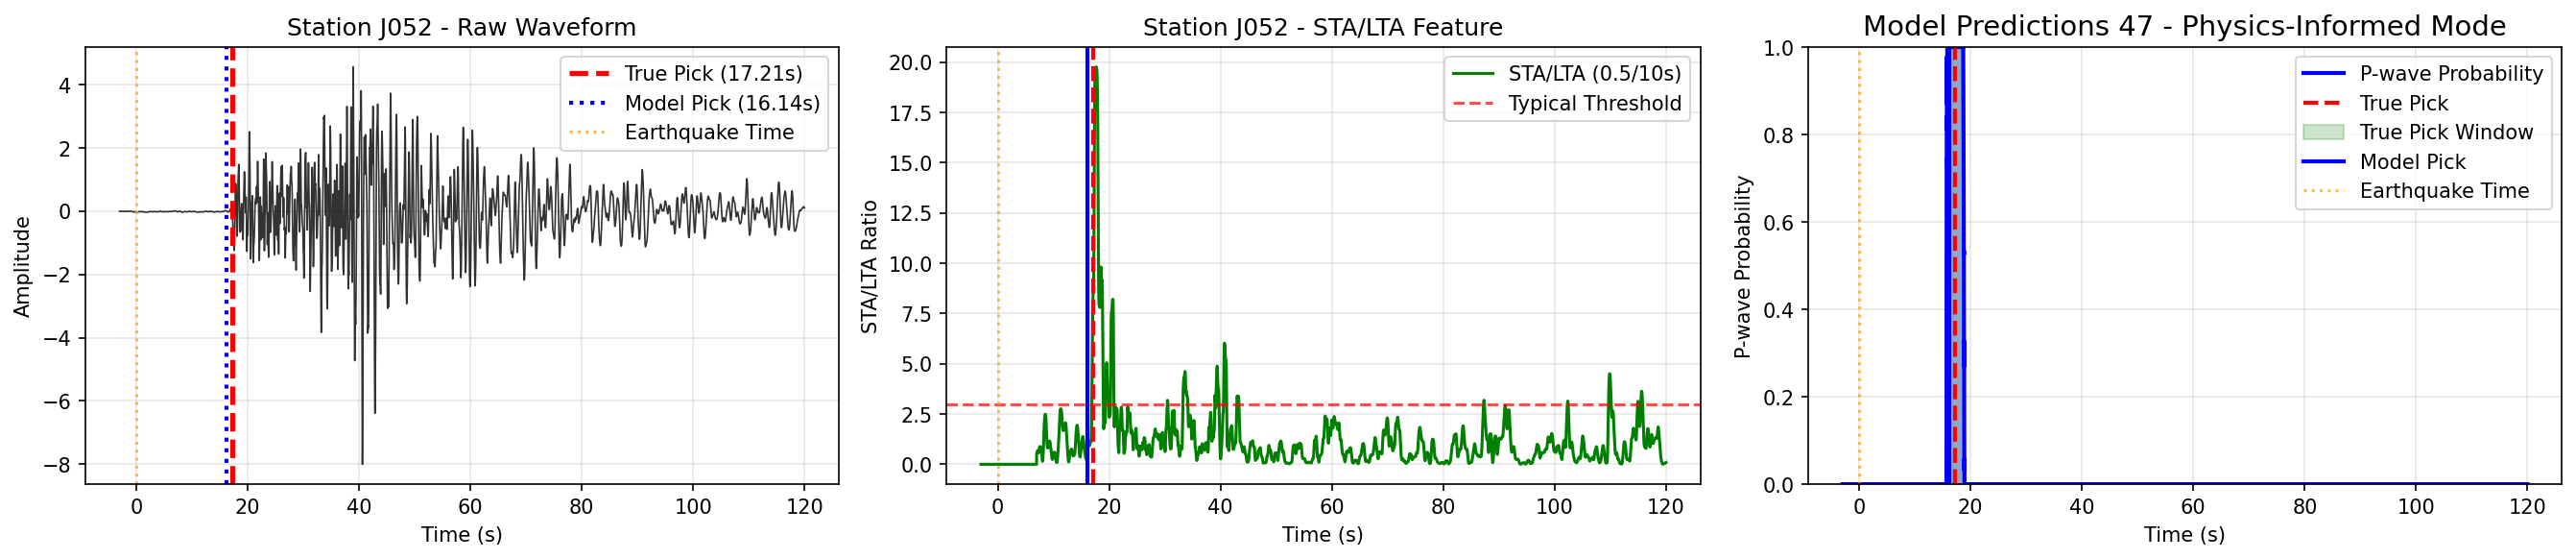 Station J052 - Raw Waveform
True Pick (17.21s)
Model Pick (16.14s)
Earthquake Time
Amplitude
4
2
0
−2
−4
−6
−8
0
20
40
60
80
100
120
Time (s)
Station J052 - STA/LTA Feature
STA/LTA (0.5/10s)
Typical Threshold
STA/LTA Ratio
20.0
17.5
15.0
12.5
10.0
7.5
5.0
2.5
0.0
0
20
40
60
80
100
120
Time (s)
Model Predictions 47 - Physics-Informed Mode
P-wave Probability
True Pick
True Pick Window
Model Pick
Earthquake Time
P-wave Probability
1.0
0.8
0.6
0.4
0.2
0.0
0
20
40
60
80
100
120
Time (s)